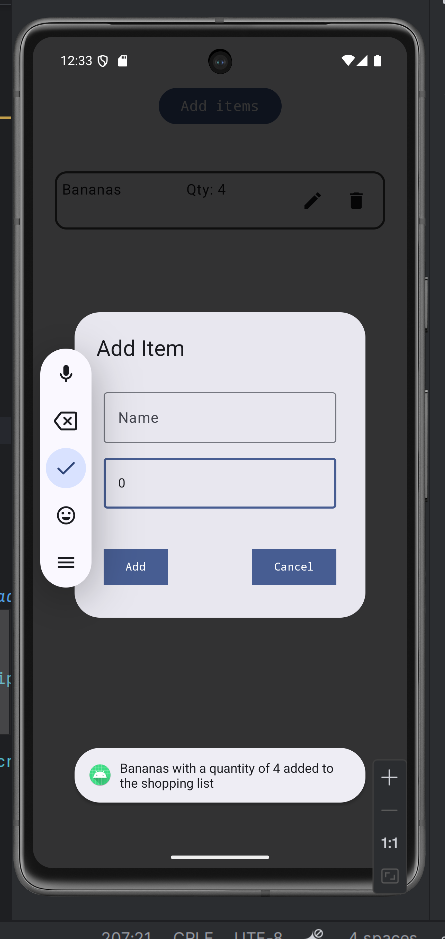 12:33
Add items
Bananas Qty: 4
Add Item
Name
0
Add Cancel
Bananas with a quantity of 4 added to
the shopping list
1:1
207:21 CRLF UTF-8 4 spaces